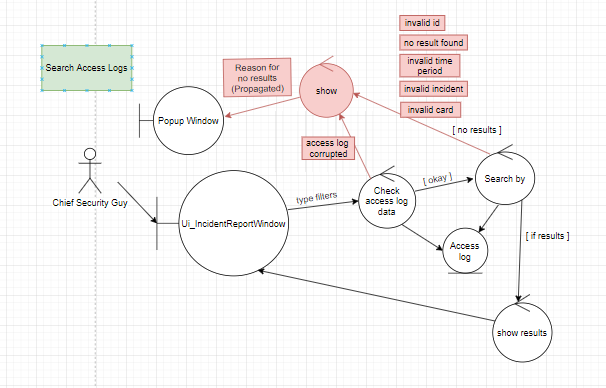 Search Access Logs
Reason for
no results
(Propagated)
show
invalid id
no result found
invalid time
period
invalid incident
invalid card
Popup Window
[ no results ]
access log
corrupted
Chief Security Guy
Ui_IncidentReportWindow
type filters
Check
access log
data
[ okay ]
Search by
Access
log
[ if results ]
show results